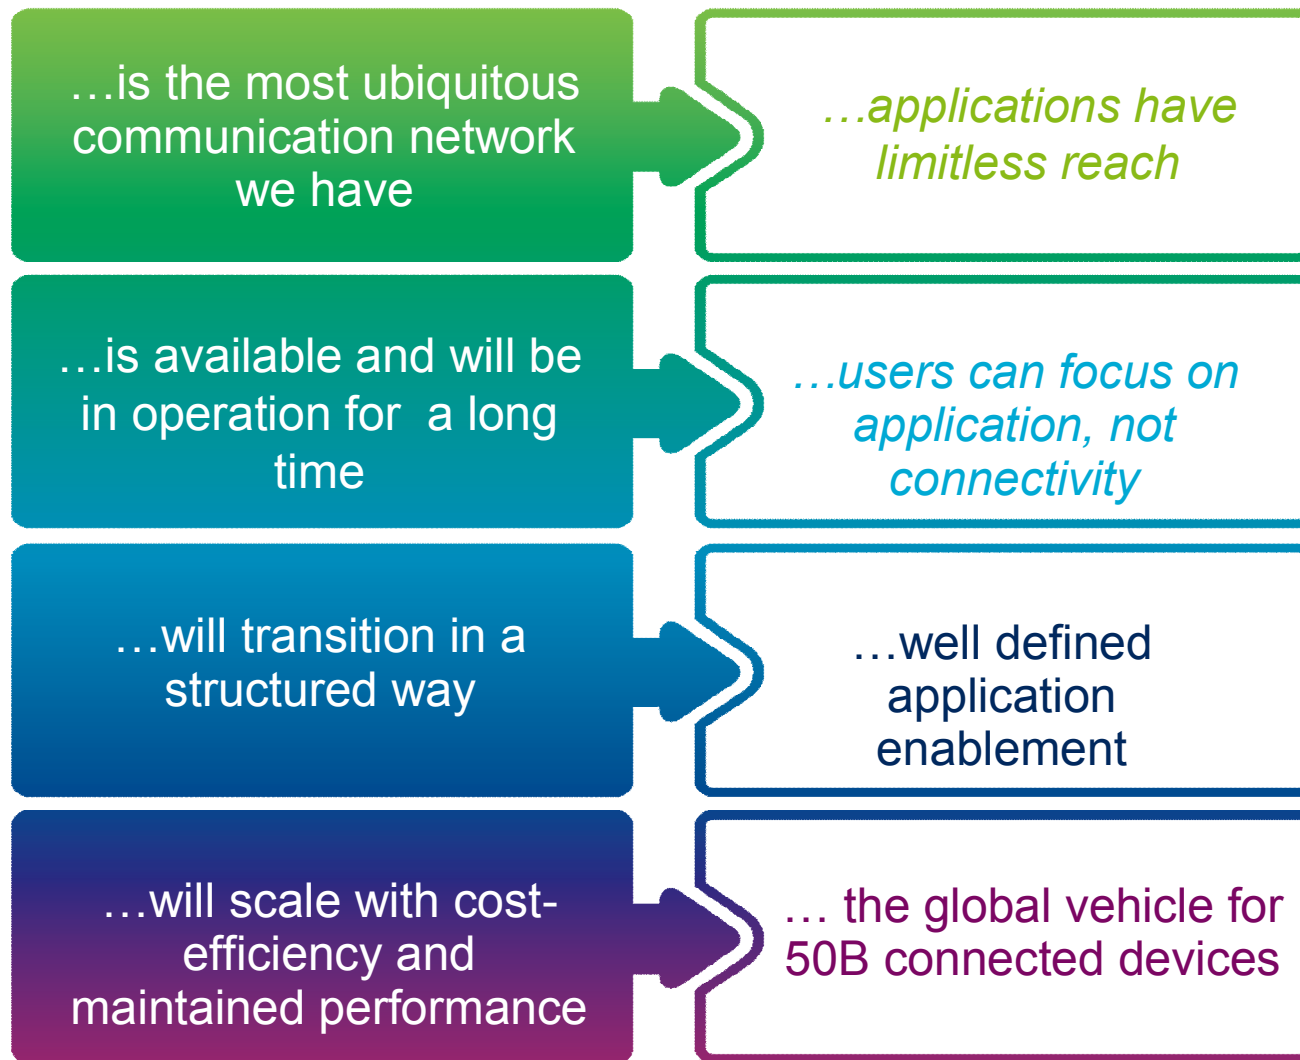 …is the most ubiquitous
communication network
we have
…applications have
limitless reach
…is available and will be
in operation for a long
time
…users can focus on
application, not
connectivity
…will transition in a
structured way
…well defined
application
enablement
…will scale with cost-
efficiency and
maintained performance
… the global vehicle for
50B connected devices